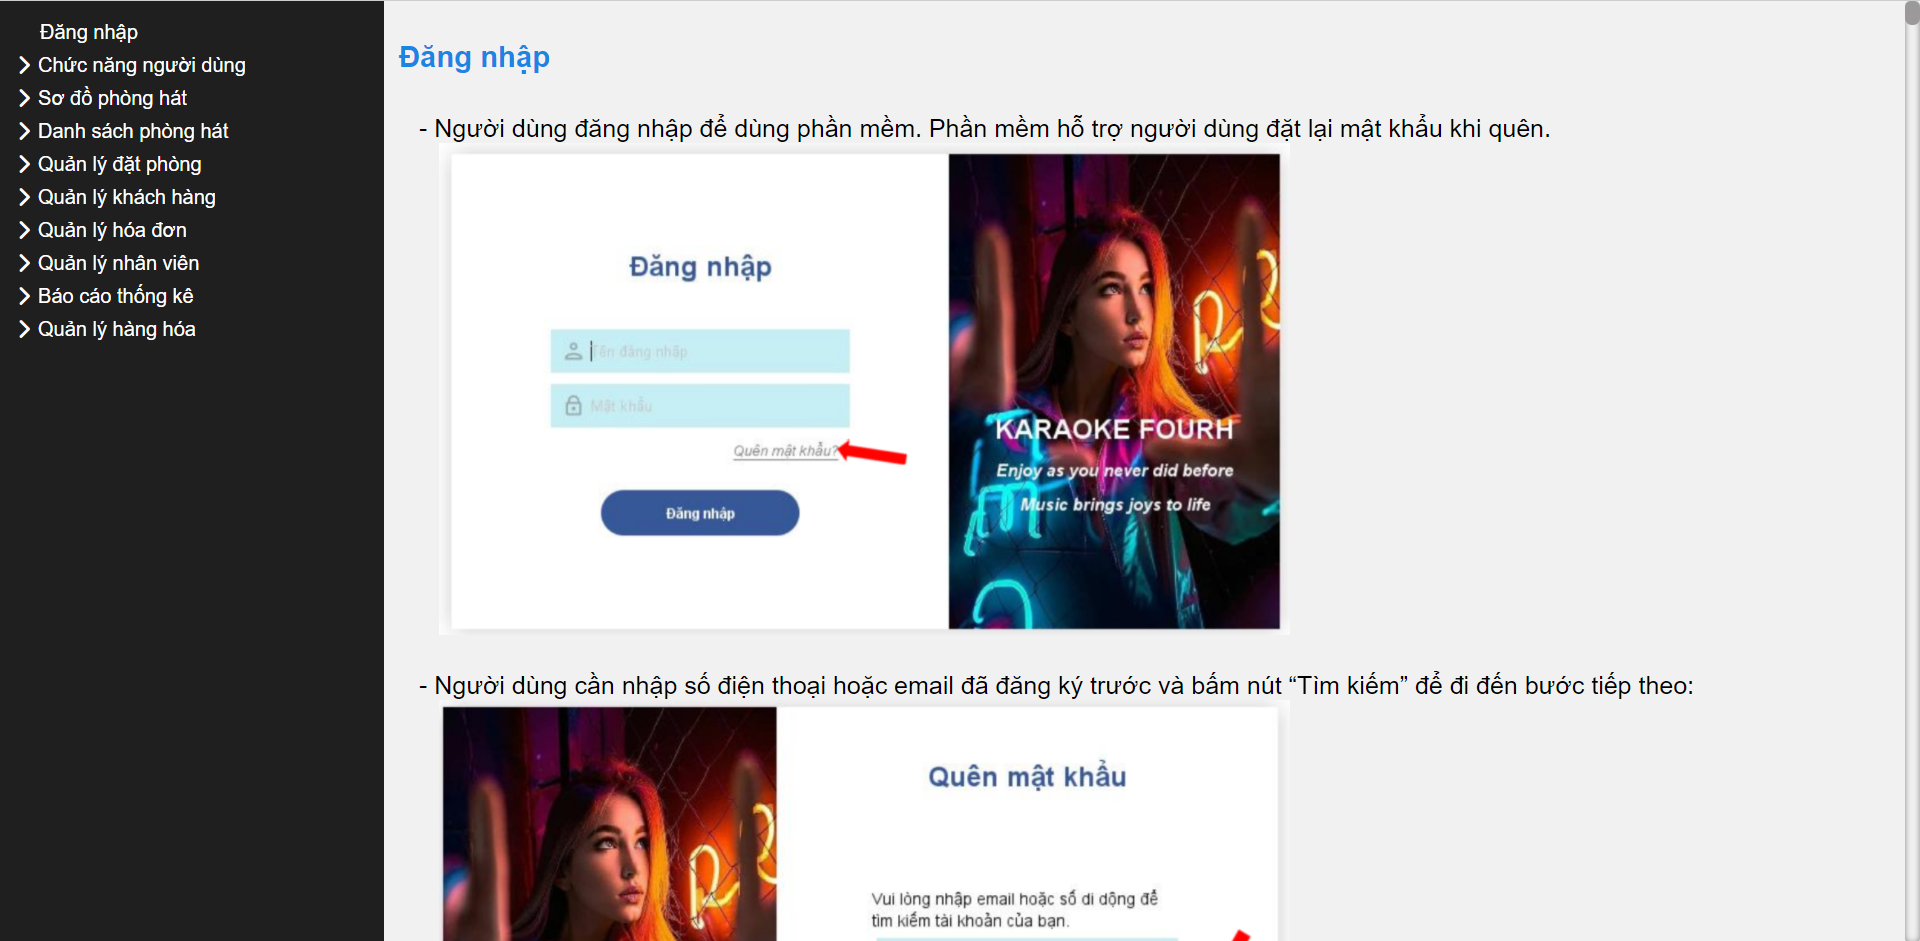 Đăng nhập
Chức năng người dùng
Sơ đồ phòng hát
Danh sách phòng hát
Quản lý đặt phòng
Quản lý khách hàng
Quản lý hóa đơn
Quản lý nhân viên
Báo cáo thống kê
Quản lý hàng hóa
Đăng nhập
- Người dùng đăng nhập để dùng phần mềm. Phần mềm hỗ trợ người dùng đặt lại mật khẩu khi quên.
Đăng nhập
Tên đăng nhập
Mật khẩu
Quên mật khẩu?
Đăng nhập
KARAOKE FOURH
Enjoy as you never did before
Music brings joys to life
- Người dùng cần nhập số điện thoại hoặc email đã đăng ký trước và bấm nút “Tìm kiếm” để đi đến bước tiếp theo:
Quên mật khẩu
Vui lòng nhập email hoặc số di động để
tìm kiếm tài khoản của bạn.